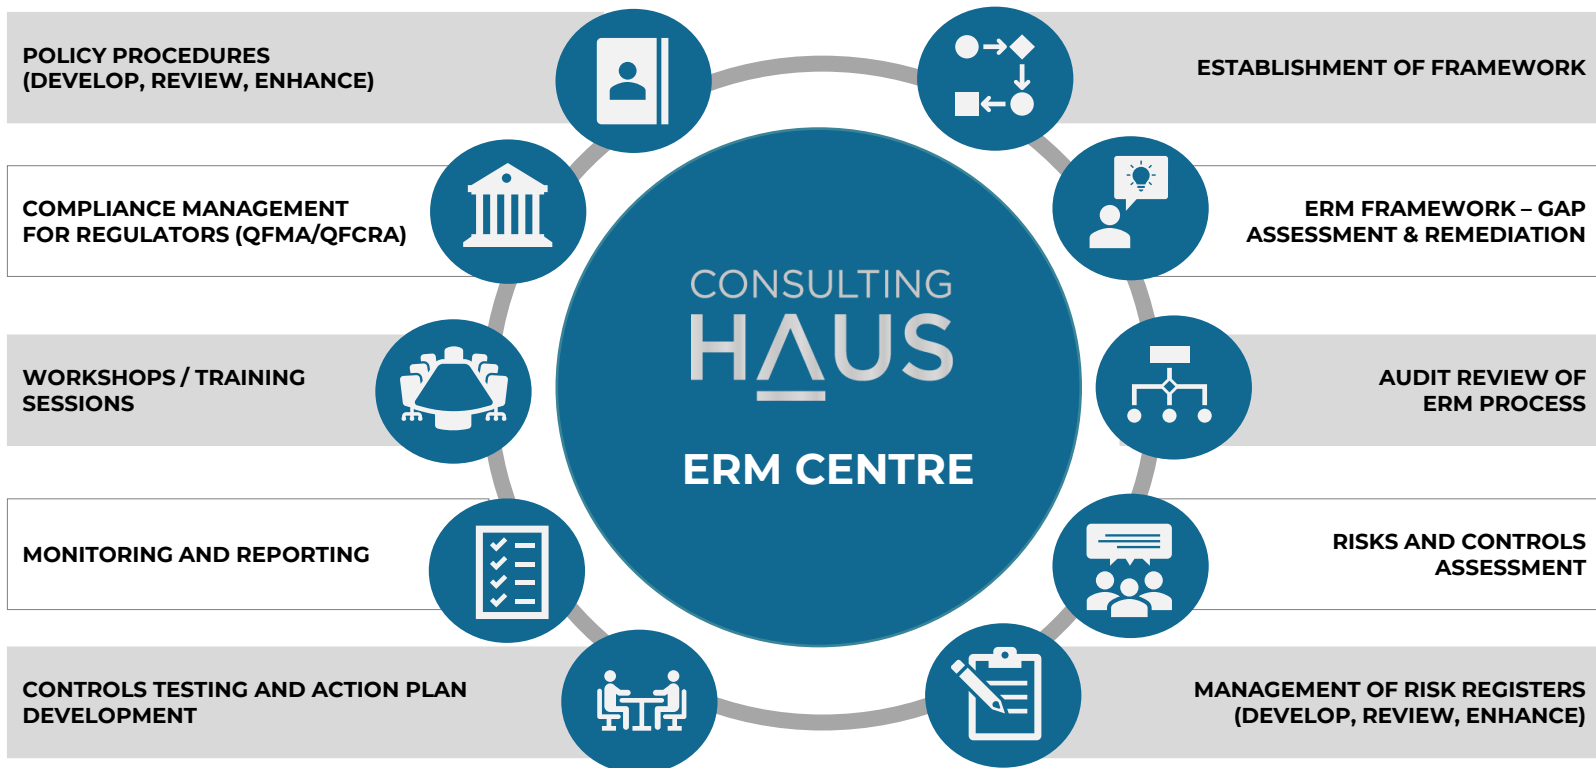 POLICY PROCEDURES
(DEVELOP, REVIEW, ENHANCE)
COMPLIANCE MANAGEMENT
FOR REGULATORS (QFMA/QFCRA)
WORKSHOPS / TRAINING
SESSIONS
MONITORING AND REPORTING
CONTROLS TESTING AND ACTION PLAN
DEVELOPMENT
CONSULTING
HAUS
ERM CENTRE
ESTABLISHMENT OF FRAMEWORK
ERM FRAMEWORK – GAP
ASSESSMENT & REMEDIATION
AUDIT REVIEW OF
ERM PROCESS
RISKS AND CONTROLS
ASSESSMENT
MANAGEMENT OF RISK REGISTERS
(DEVELOP, REVIEW, ENHANCE)